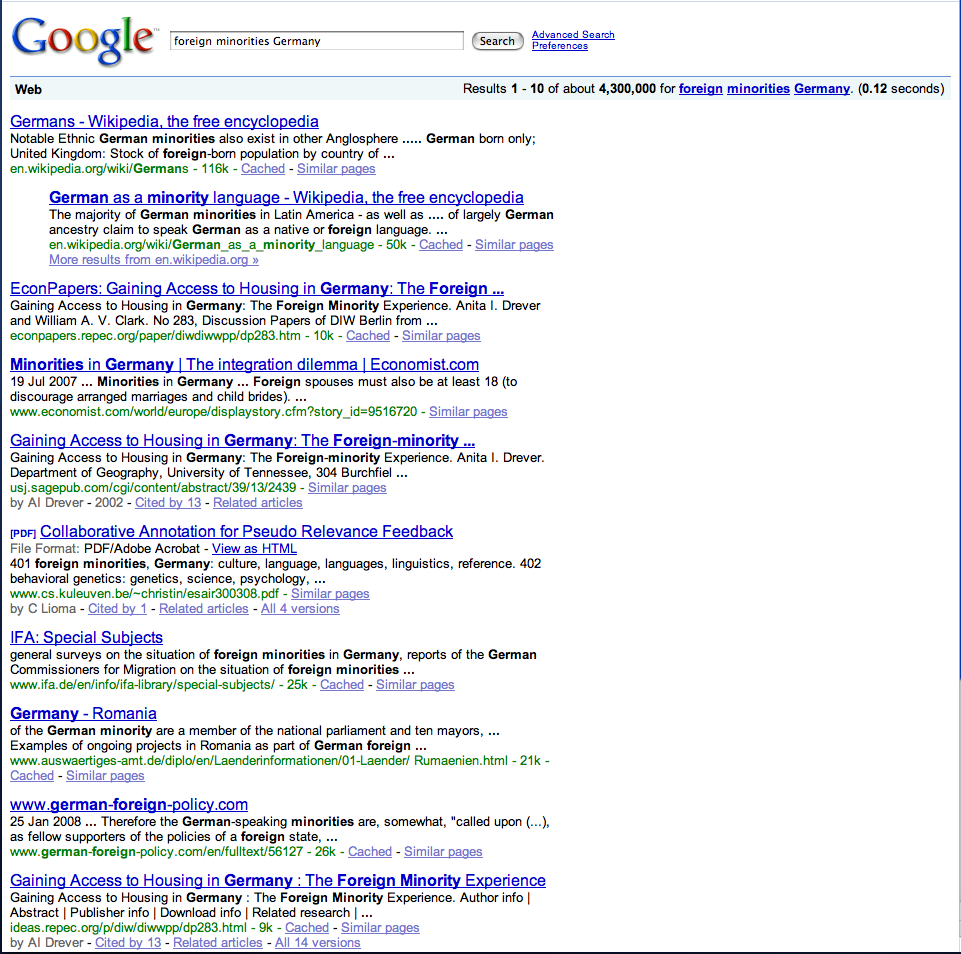 Google™
foreign minorities Germany
Search
Advanced Search
Preferences
Web
Results 1 - 10 of about 4,300,000 for foreign minorities Germany. (0.12 seconds)
Germans - Wikipedia, the free encyclopedia
Notable Ethnic German minorities also exist in other Anglosphere ..... German born only;
United Kingdom: Stock of foreign-born population by country of ...
en.wikipedia.org/wiki/Germans - 116k - Cached - Similar pages
German as a minority language - Wikipedia, the free encyclopedia
The majority of German minorities in Latin America - as well as .... of largely German
ancestry claim to speak German as a native or foreign language. ...
en.wikipedia.org/wiki/German_as_a_minority_language - 50k - Cached - Similar pages
More results from en.wikipedia.org »
EconPapers: Gaining Access to Housing in Germany: The Foreign ...
Gaining Access to Housing in Germany: The Foreign Minority Experience. Anita I. Drever
and William A. V. Clark. No 283, Discussion Papers of DIW Berlin from ...
econpapers.repec.org/paper/diwdiwwpp/dp283.htm - 10k - Cached - Similar pages
Minorities in Germany | The integration dilemma | Economist.com
19 Jul 2007 ... Minorities in Germany ... Foreign spouses must also be at least 18 (to
discourage arranged marriages and child brides). ...
www.economist.com/world/europe/displaystory.cfm?story_id=9516720 - Similar pages
Gaining Access to Housing in Germany: The Foreign-minority ...
Gaining Access to Housing in Germany: The Foreign-minority Experience. Anita I. Drever.
Department of Geography, University of Tennessee, 304 Burchfiel ...
usj.sagepub.com/cgi/content/abstract/39/13/2439 - Similar pages
by AI Drever - 2002 - Cited by 13 - Related articles
[PDF] Collaborative Annotation for Pseudo Relevance Feedback
File Format: PDF/Adobe Acrobat - View as HTML
401 foreign minorities, Germany: culture, language, languages, linguistics, reference. 402
behavioral genetics: genetics, science, psychology, ...
www.cs.kuleuven.be/~christin/esair300308.pdf - Similar pages
by C Lioma - Cited by 1 - Related articles - All 4 versions
IFA: Special Subjects
general surveys on the situation of foreign minorities in Germany, reports of the German
Commissioners for Migration on the situation of foreign minorities ...
www.ifa.de/en/info/ifa-library/special-subjects/ - 25k - Cached - Similar pages
Germany - Romania
of the German minority are a member of the national parliament and ten mayors, ...
Examples of ongoing projects in Romania as part of German foreign ...
www.auswaertiges-amt.de/diplo/en/Laenderinformationen/01-Laender/ Rumaenien.html - 21k -
Cached - Similar pages
www.german-foreign-policy.com
25 Jan 2008 ... Therefore the German-speaking minorities are, somewhat, "called upon (...),
as fellow supporters of the policies of a foreign state, ...
www.german-foreign-policy.com/en/fulltext/56127 - 26k - Cached - Similar pages
Gaining Access to Housing in Germany : The Foreign Minority Experience
Gaining Access to Housing in Germany : The Foreign Minority Experience. Author info |
Abstract | Publisher info | Download info | Related research | ...
ideas.repec.org/p/diw/diwwpp/dp283.html - 9k - Cached - Similar pages
by AI Drever - Cited by 13 - Related articles - All 14 versions